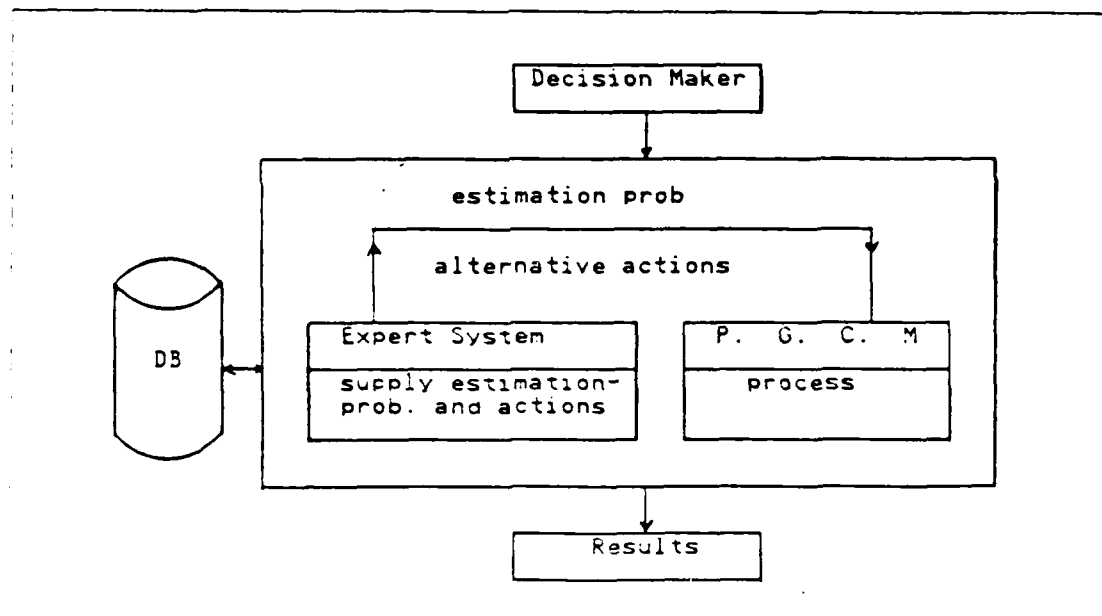 Decision Maker
estimation prob
alternative actions
Expert System
P. G. C. M
DB
supply estimation-
prob. and actions
process
Results